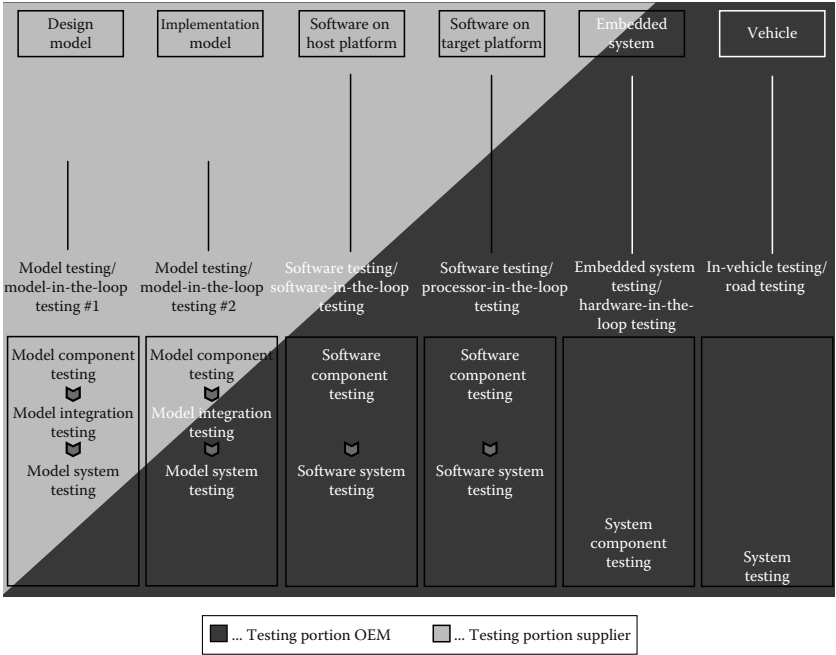 Design
model
Implementation
model
Software on
host platform
Software on
target platform
Embedded
system
Vehicle
Model testing/
model-in-the-loop
testing #1
Model testing/
model-in-the-loop
testing #2
Software testing/
software-in-the-loop
testing
Software testing/
processor-in-the-loop
testing
Embedded system
testing/
hardware-in-the-
loop testing
In-vehicle testing/
road testing
Model component
testing
Model integration
testing
Model system
testing
Model component
testing
Model integration
testing
Model system
testing
Software
component
testing
Software system
testing
Software
component
testing
Software system
testing
System
component
testing
System
testing
... Testing portion OEM
... Testing portion supplier